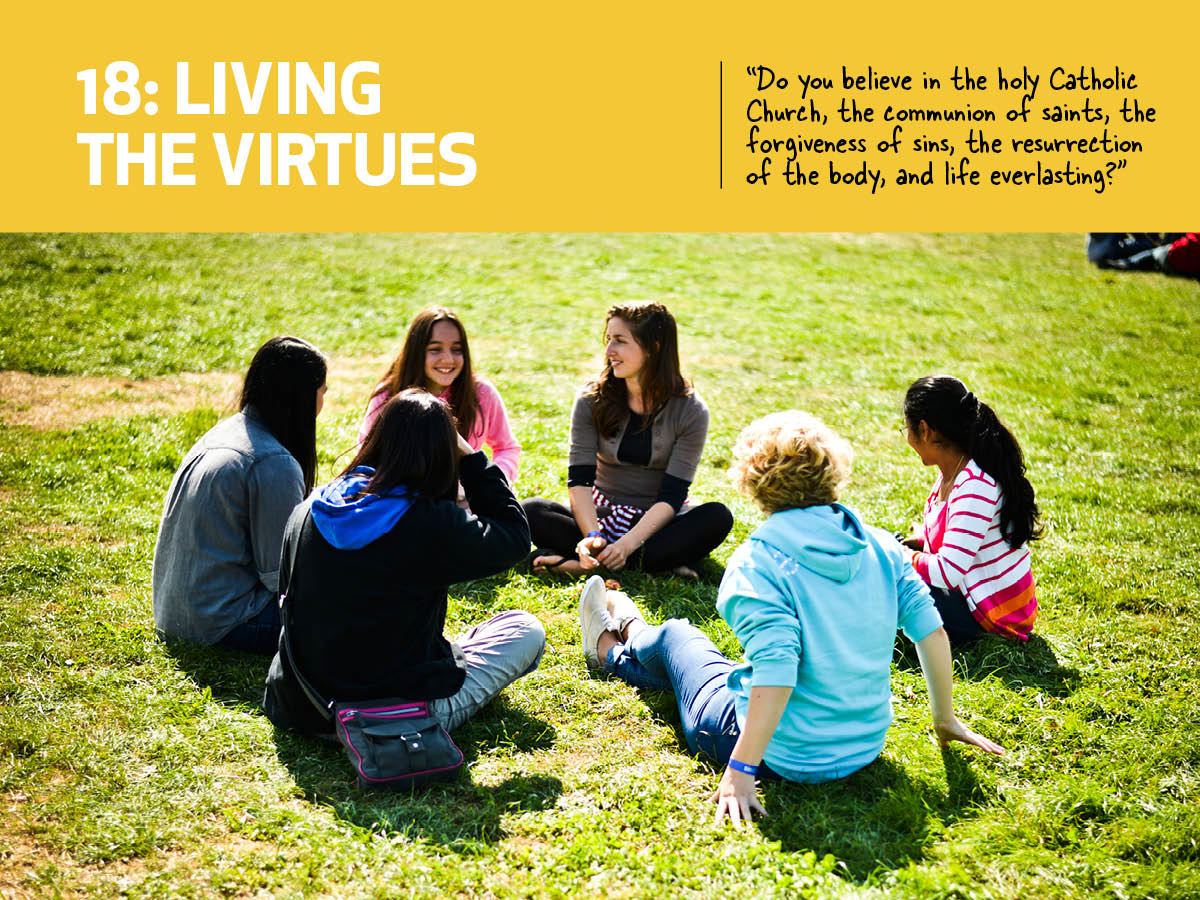 18: LIVING
THE VIRTUES
“Do you believe in the holy Catholic
Church, the communion of saints, the
forgiveness of sins, the resurrection
of the body, and life everlasting?”